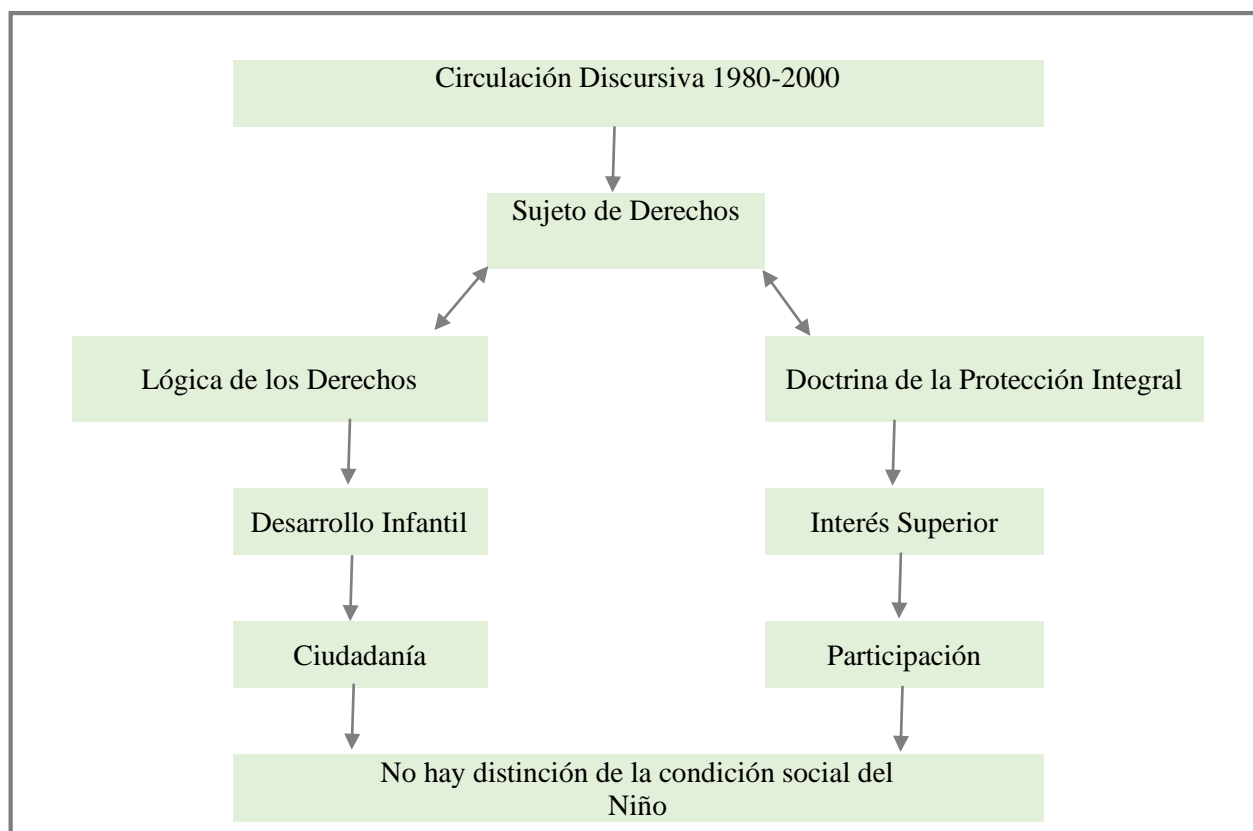 Circulación Discursiva 1980-2000
Sujeto de Derechos
Lógica de los Derechos
Doctrina de la Protección Integral
Desarrollo Infantil
Interés Superior
Ciudadanía
Participación
No hay distinción de la condición social del
Niño